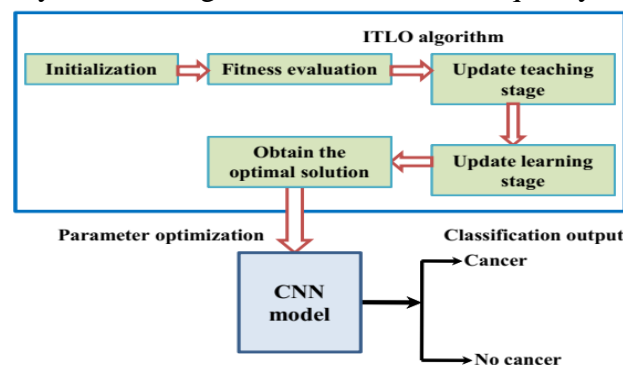 ITLO algorithm
Initialization
Fitness evaluation
Update teaching
stage
Obtain the
optimal solution
Update learning
stage
Parameter optimization
Classification output
CNN
model
Cancer
No cancer